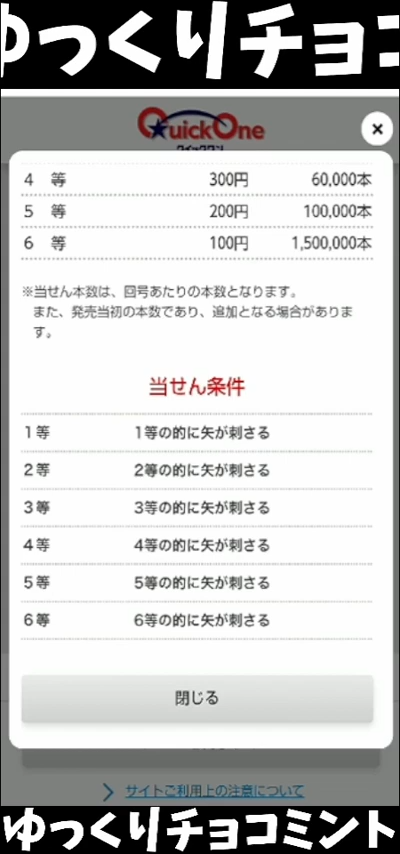 ゆっくりチョコ
QuickOne
クイックワン
×
4 等 300円 60,000本
5 等 200円 100,000本
6 等 100円 1,500,000本
※当せん本数は、回号あたりの本数となります。
また、発売当初の本数であり、追加となる場合がありま
す。
当せん条件
1等 1等の的に矢が刺さる
2等 2等の的に矢が刺さる
3等 3等の的に矢が刺さる
4等 4等の的に矢が刺さる
5等 5等の的に矢が刺さる
6等 6等の的に矢が刺さる
閉じる
サイトご利用上の注意について
ゆっくりチョコミント